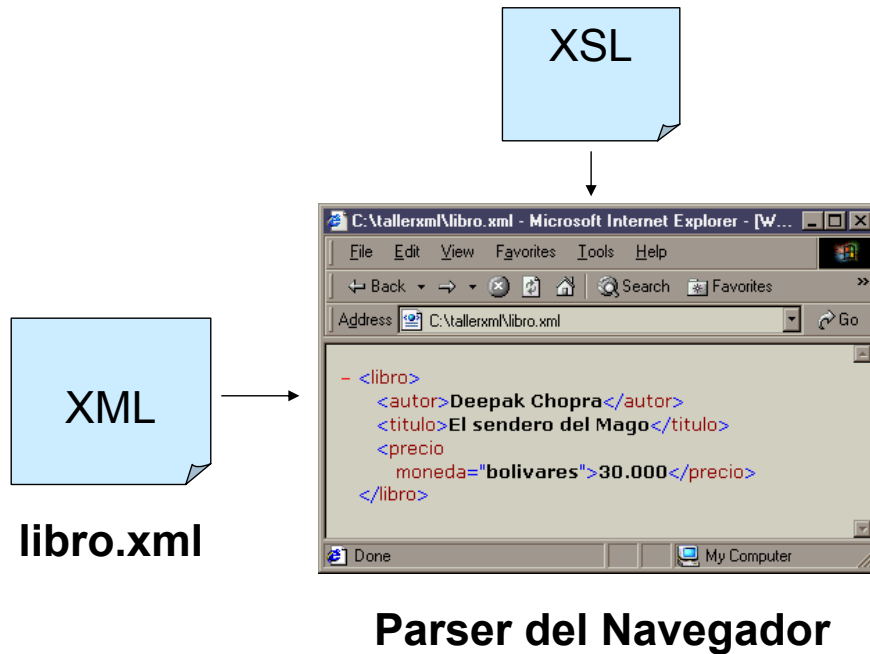 XSL
C:\tallerxml\libro.xml - Microsoft Internet Explorer - [W...
File Edit View Favorites Tools Help
Back Search Favorites »
Address C:\tallerxml\libro.xml Go
XML
- <libro>
<autor>Deepak Chopra</autor>
<titulo>El sendero del Mago</titulo>
<precio
moneda="bolivares">30.000</precio>
</libro>
libro.xml
Done My Computer
Parser del Navegador